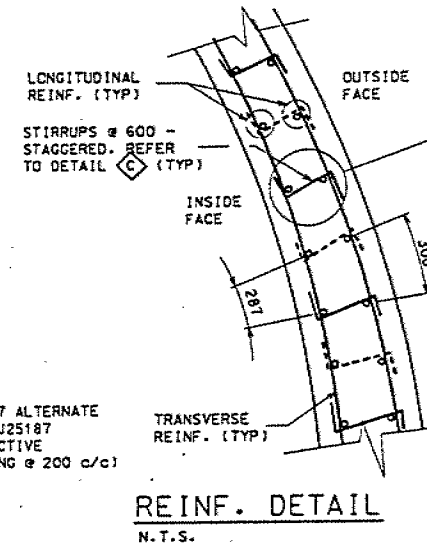 LONGITUDINAL
REINF. (TYP)
OUTSIDE
FACE
STIRRUPS @ 600 -
STAGGERED. REFER
TO DETAIL C (TYP)
INSIDE
FACE
300
287
7 ALTERNATE
J25187
CTIVE
NG @ 200 c/c)
TRANSVERSE
REINF. (TYP)
REINF. DETAIL
N.T.S.